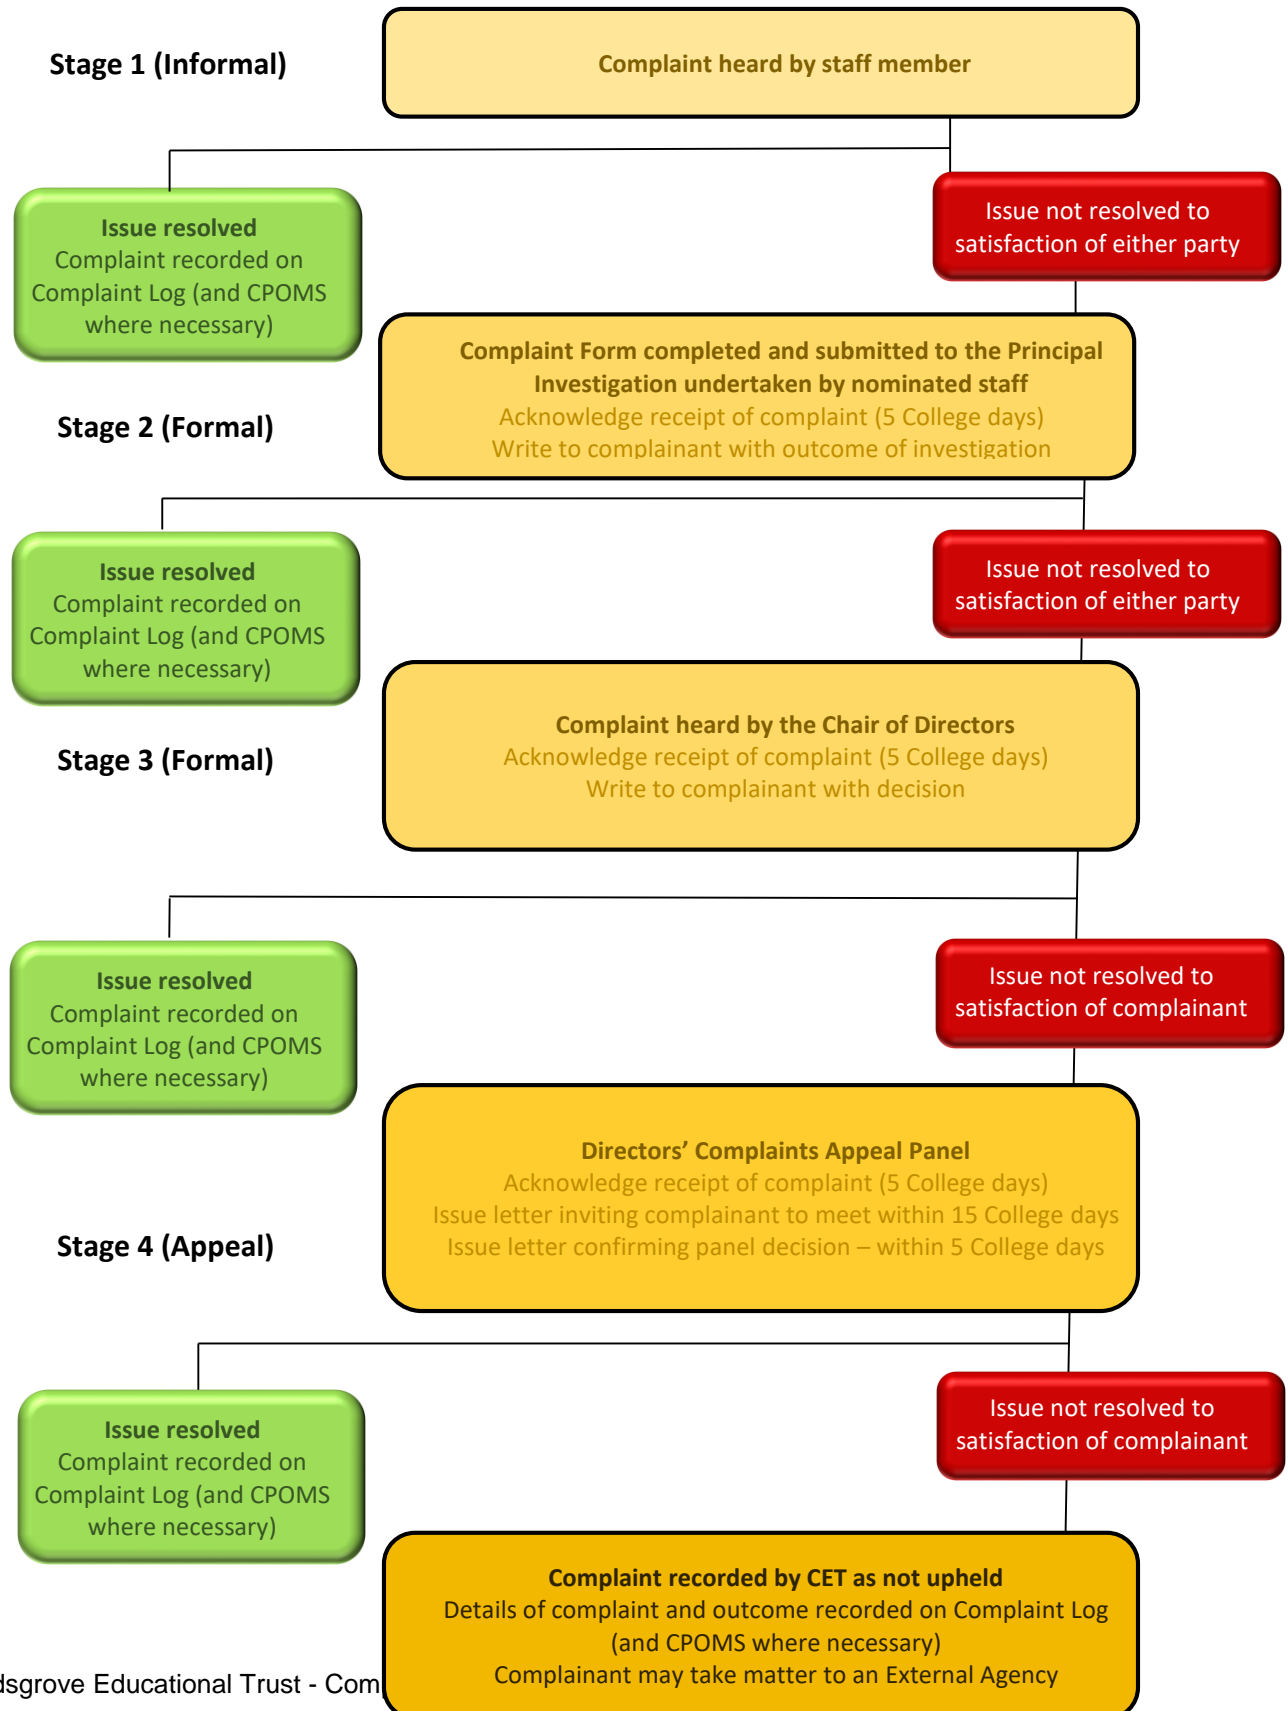 Stage 1 (Informal)
Complaint heard by staff member
Issue resolved
Complaint recorded on
Complaint Log (and CPOMS
where necessary)
Issue not resolved to
satisfaction of either party
Stage 2 (Formal)
Complaint Form completed and submitted to the Principal
Investigation undertaken by nominated staff
Acknowledge receipt of complaint (5 College days)
Write to complainant with outcome of investigation
Issue resolved
Complaint recorded on
Complaint Log (and CPOMS
where necessary)
Issue not resolved to
satisfaction of either party
Stage 3 (Formal)
Complaint heard by the Chair of Directors
Acknowledge receipt of complaint (5 College days)
Write to complainant with decision
Issue resolved
Complaint recorded on
Complaint Log (and CPOMS
where necessary)
Issue not resolved to
satisfaction of complainant
Stage 4 (Appeal)
Directors’ Complaints Appeal Panel
Acknowledge receipt of complaint (5 College days)
Issue letter inviting complainant to meet within 15 College days
Issue letter confirming panel decision – within 5 College days
Issue resolved
Complaint recorded on
Complaint Log (and CPOMS
where necessary)
Issue not resolved to
satisfaction of complainant
Complaint recorded by CET as not upheld
Details of complaint and outcome recorded on Complaint Log
(and CPOMS where necessary)
Complainant may take matter to an External Agency
Educational Trust -